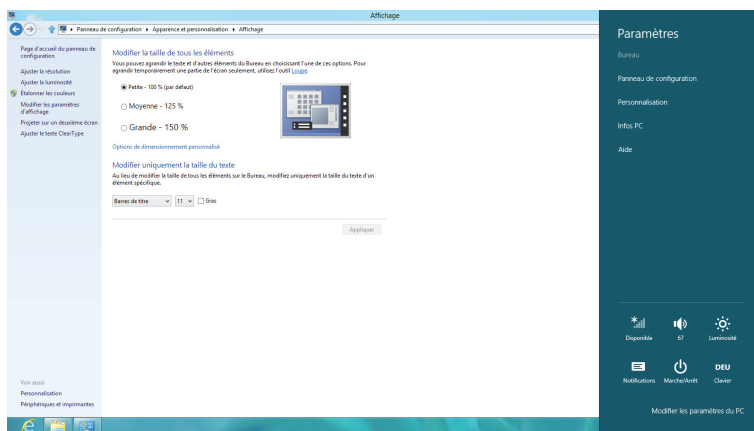 Affichage
Panneau de configuration ▸ Apparence et personnalisation ▸ Affichage
Page d'accueil du panneau de
configuration
Ajuster la résolution
Ajuster la luminosité
Étalonner les couleurs
Modifier les paramètres
d'affichage
Projeter sur un deuxième écran
Ajuster le texte ClearType
Voir aussi
Personnalisation
Périphériques et imprimantes
Modifier la taille de tous les éléments
Vous pouvez agrandir le texte et d'autres éléments du Bureau en choisissant l'une de ces options. Pour
agrandir temporairement une partie de l'écran seulement, utilisez l'outil Loupe.
Petite - 100 % (par défaut)
Moyenne - 125 %
Grande - 150 %
Options de dimensionnement personnalisé
Modifier uniquement la taille du texte
Au lieu de modifier la taille de tous les éléments sur le Bureau, modifiez uniquement la taille du texte d'un
élément spécifique.
Barres de titre 11 Gras
Appliquer
Paramètres
Bureau
Panneau de configuration
Personnalisation
Infos PC
Aide
Disponible 67 Luminosité
DEU
Notifications Marche/Arrêt Clavier
Modifier les paramètres du PC